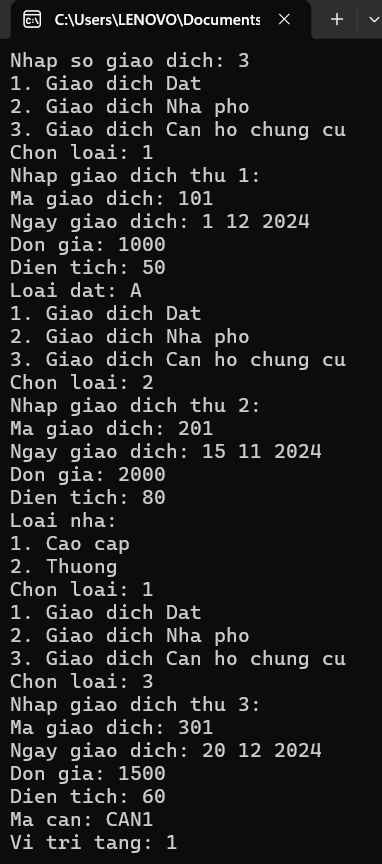 C:\Users\LENOVO\Documents
Nhap so giao dich: 3
1. Giao dich Dat
2. Giao dich Nha pho
3. Giao dich Can ho chung cu
Chon loai: 1
Nhap giao dich thu 1:
Ma giao dich: 101
Ngay giao dich: 1 12 2024
Don gia: 1000
Dien tich: 50
Loai dat: A
1. Giao dich Dat
2. Giao dich Nha pho
3. Giao dich Can ho chung cu
Chon loai: 2
Nhap giao dich thu 2:
Ma giao dich: 201
Ngay giao dich: 15 11 2024
Don gia: 2000
Dien tich: 80
Loai nha:
1. Cao cap
2. Thuong
Chon loai: 1
1. Giao dich Dat
2. Giao dich Nha pho
3. Giao dich Can ho chung cu
Chon loai: 3
Nhap giao dich thu 3:
Ma giao dich: 301
Ngay giao dich: 20 12 2024
Don gia: 1500
Dien tich: 60
Ma can: CAN1
Vi tri tang: 1